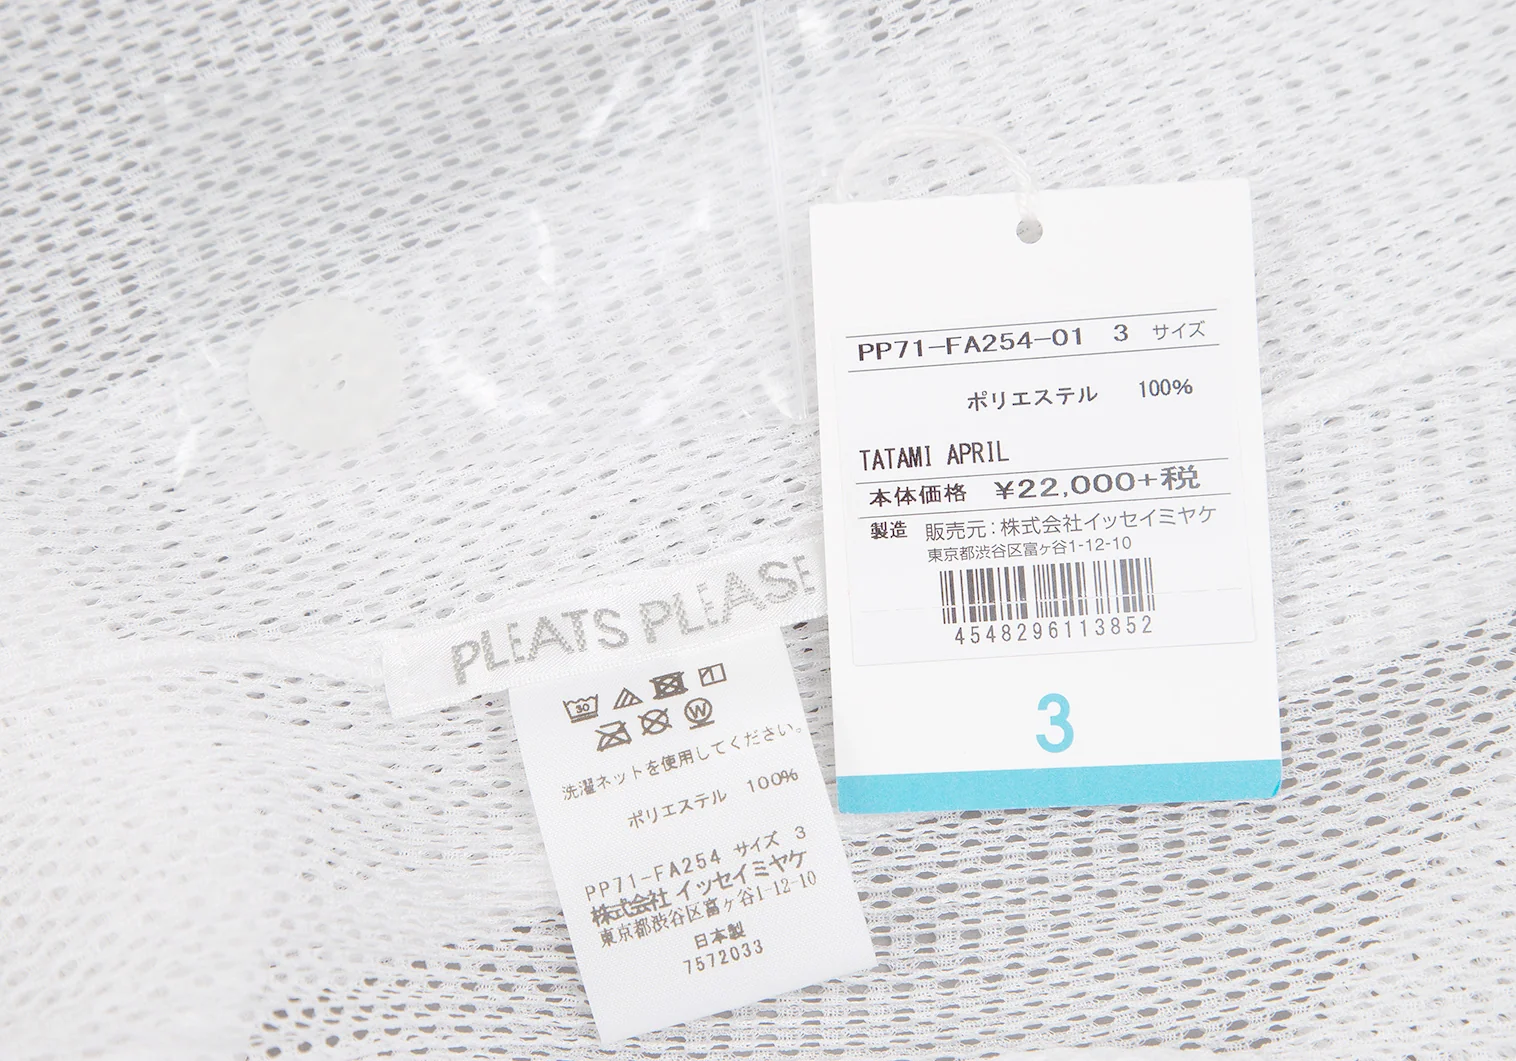 PLEATS PLEASE
30
W
洗濯ネットを使用してください。
ポリエステル 100%
PP71-FA254 サイズ 3
株式会社 イッセイミヤケ
東京都渋谷区富ヶ谷1-12-10
日本製
7572033
PP71-FA254-01 3 サイズ
ポリエステル 100%
TATAMI APRIL
本体価格 ¥22,000+税
製造 販売元:株式会社イッセイミヤケ
東京都渋谷区富ヶ谷1-12-10
4548296113852
3